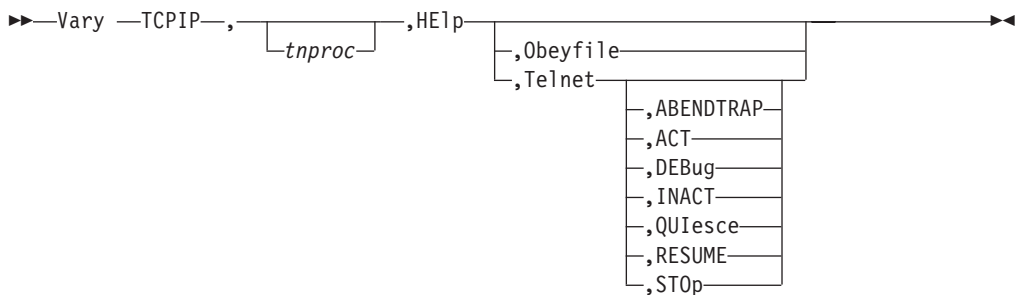 Vary TCPIP , ,HElp
tnproc
,Obeyfile
,Telnet
,ABENDTRAP
,ACT
,DEBug
,INACT
,QUIesce
,RESUME
,STOp